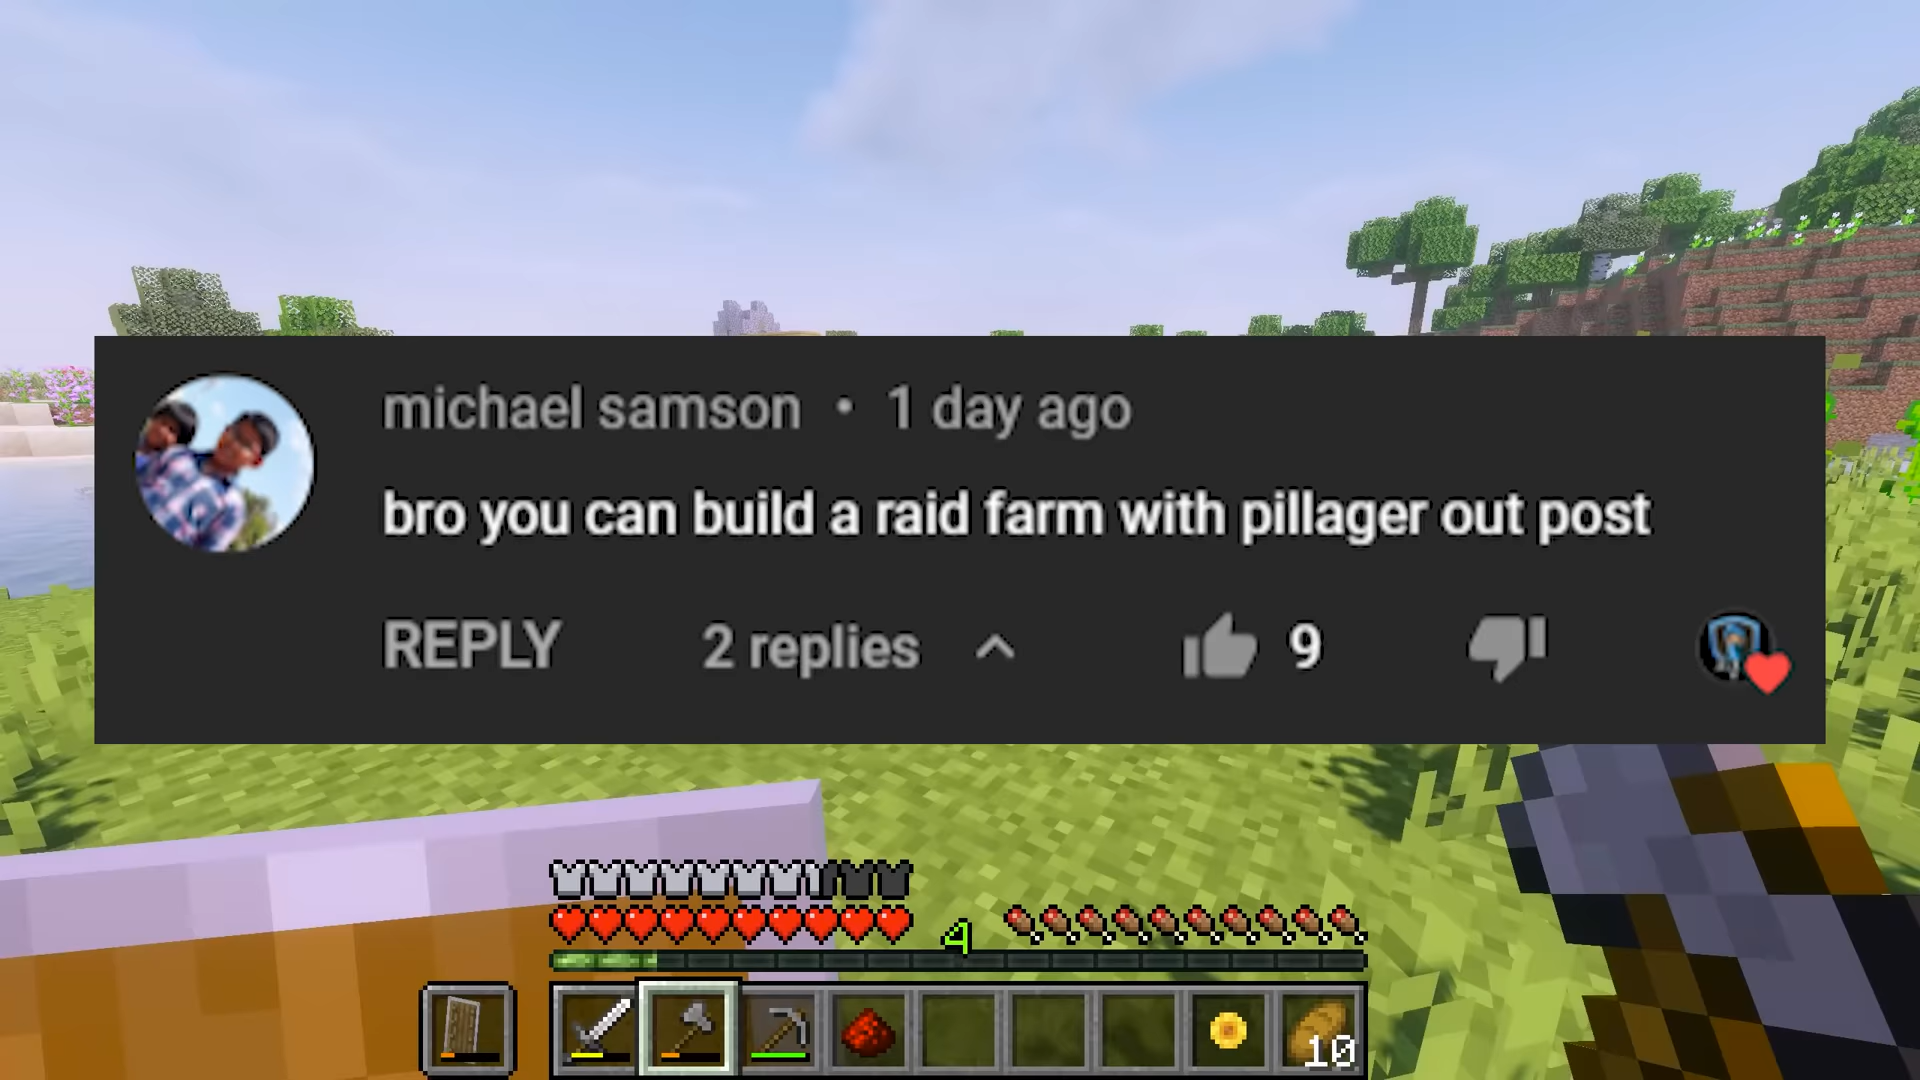 michael samson • 1 day ago
bro you can build a raid farm with pillager out post
REPLY 2 replies 9
4
10